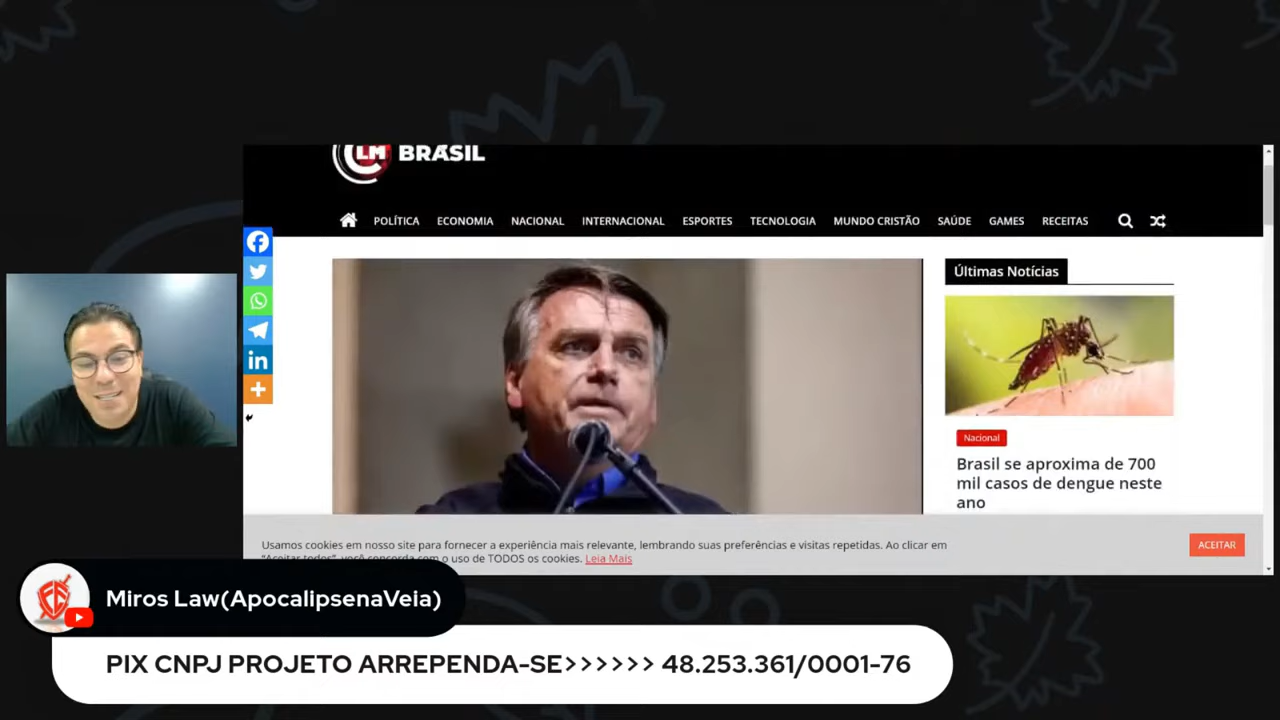 LM BRASIL
POLÍTICA ECONOMIA NACIONAL INTERNACIONAL ESPORTES TECNOLOGIA MUNDO CRISTÃO SAÚDE GAMES RECEITAS
Últimas Notícias
Nacional
Brasil se aproxima de 700
mil casos de dengue neste
ano
Usamos cookies em nosso site para fornecer a experiência mais relevante, lembrando suas preferências e visitas repetidas. Ao clicar em
“Aceitar todos”, você concorda com o uso de TODOS os cookies. Leia Mais
ACEITAR
Miros Law(ApocalipsenaVeia)
PIX CNPJ PROJETO ARREPENDA-SE>>>>>> 48.253.361/0001-76